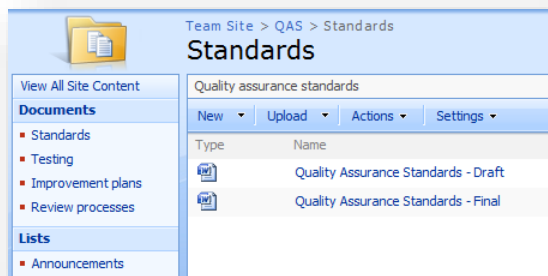 Team Site > QAS > Standards
Standards
View All Site Content
Documents
Standards
Testing
Improvement plans
Review processes
Lists
Announcements
Quality assurance standards
New Upload Actions Settings
Type Name
Quality Assurance Standards - Draft
Quality Assurance Standards - Final